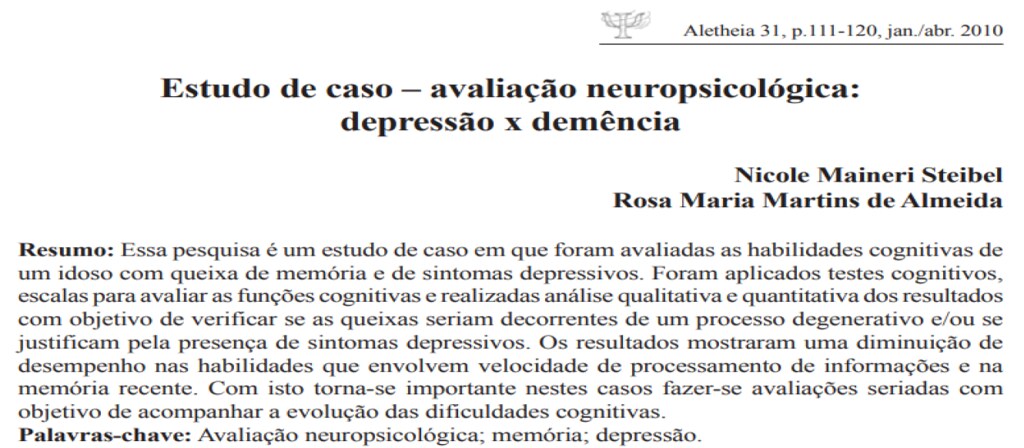 Aletheia 31, p.111-120, jan./abr. 2010
Estudo de caso – avaliação neuropsicológica:
depressão x demência
Nicole Maineri Steibel
Rosa Maria Martins de Almeida
Resumo: Essa pesquisa é um estudo de caso em que foram avaliadas as habilidades cognitivas de
um idoso com queixa de memória e de sintomas depressivos. Foram aplicados testes cognitivos,
escalas para avaliar as funções cognitivas e realizadas análise qualitativa e quantitativa dos resultados
com objetivo de verificar se as queixas seriam decorrentes de um processo degenerativo e/ou se
justificam pela presença de sintomas depressivos. Os resultados mostraram uma diminuição de
desempenho nas habilidades que envolvem velocidade de processamento de informações e na
memória recente. Com isto torna-se importante nestes casos fazer-se avaliações seriadas com
objetivo de acompanhar a evolução das dificuldades cognitivas.
Palavras-chave: Avaliação neuropsicológica; memória; depressão.